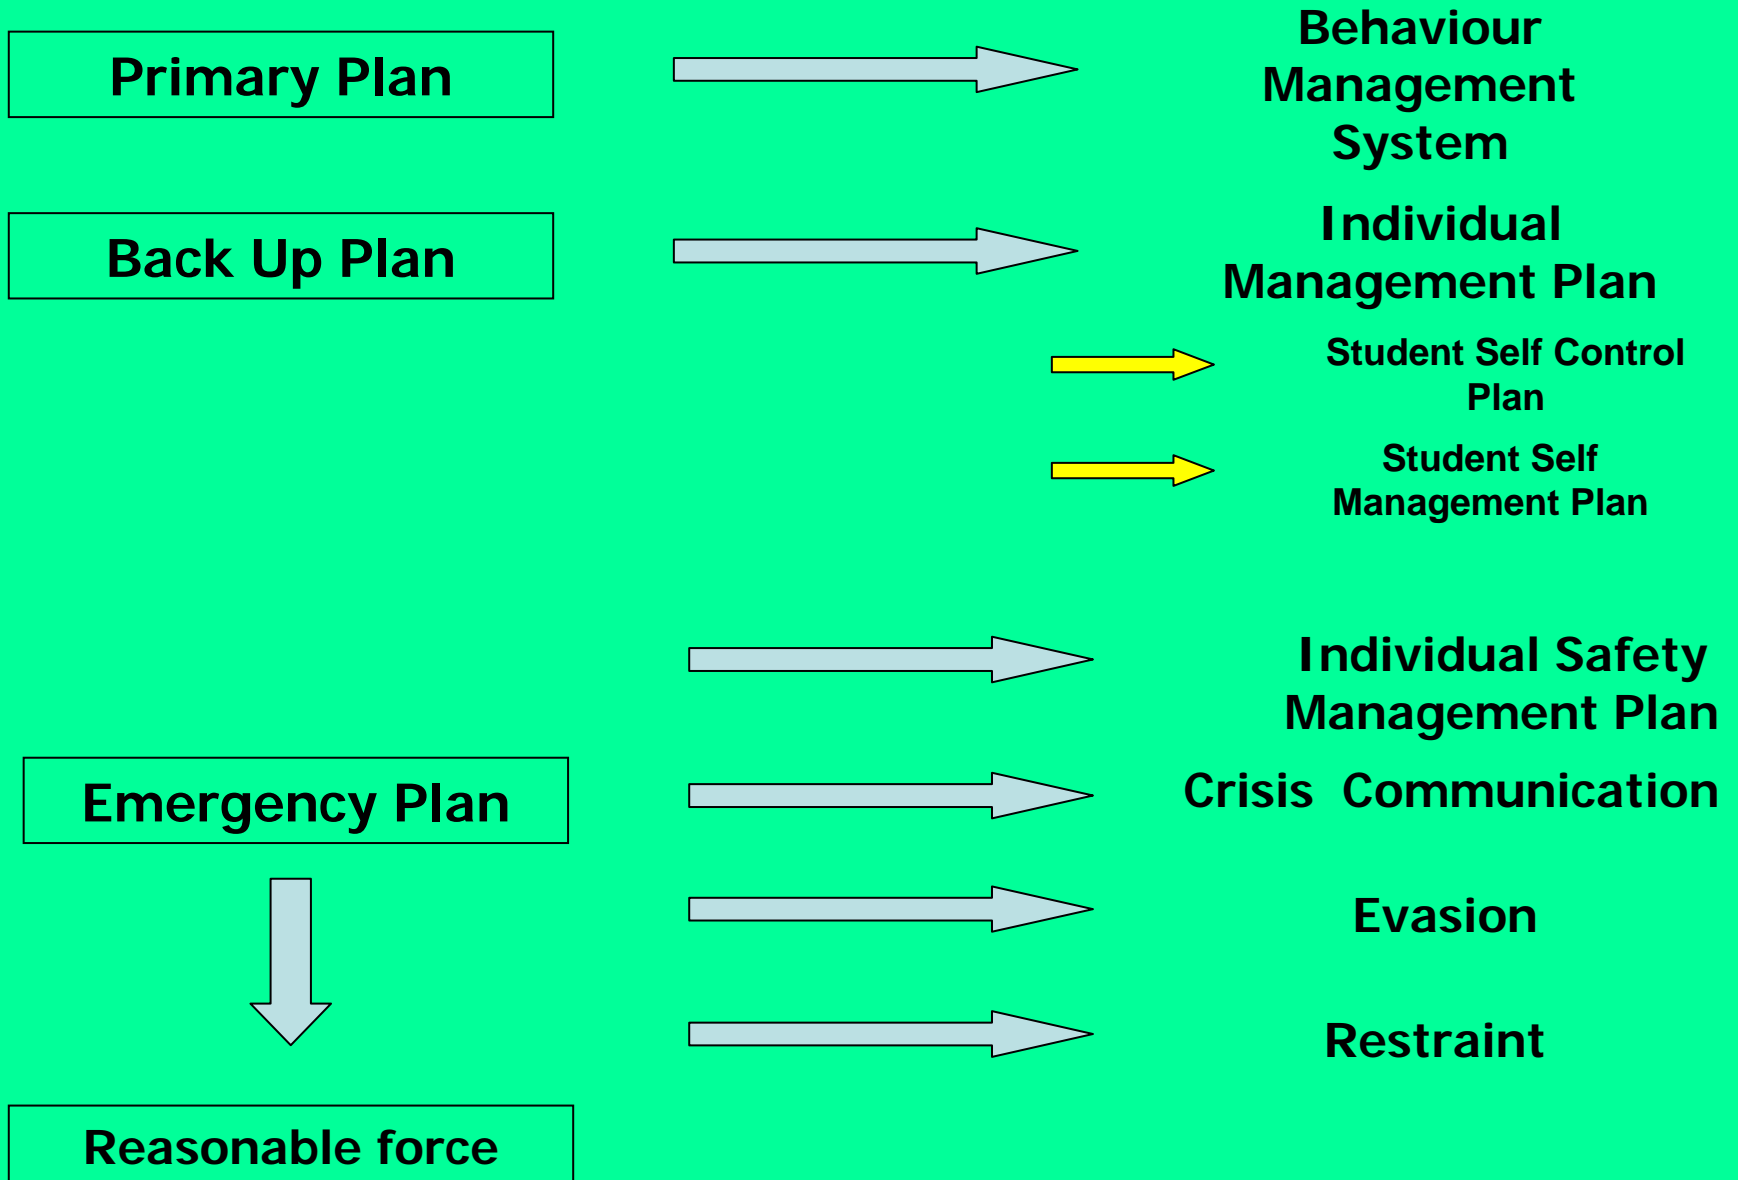 Primary Plan
Behaviour
Management
System
Back Up Plan
Individual
Management Plan
Student Self Control
Plan
Student Self
Management Plan
Individual Safety
Management Plan
Emergency Plan
Crisis Communication
Evasion
Restraint
Reasonable force